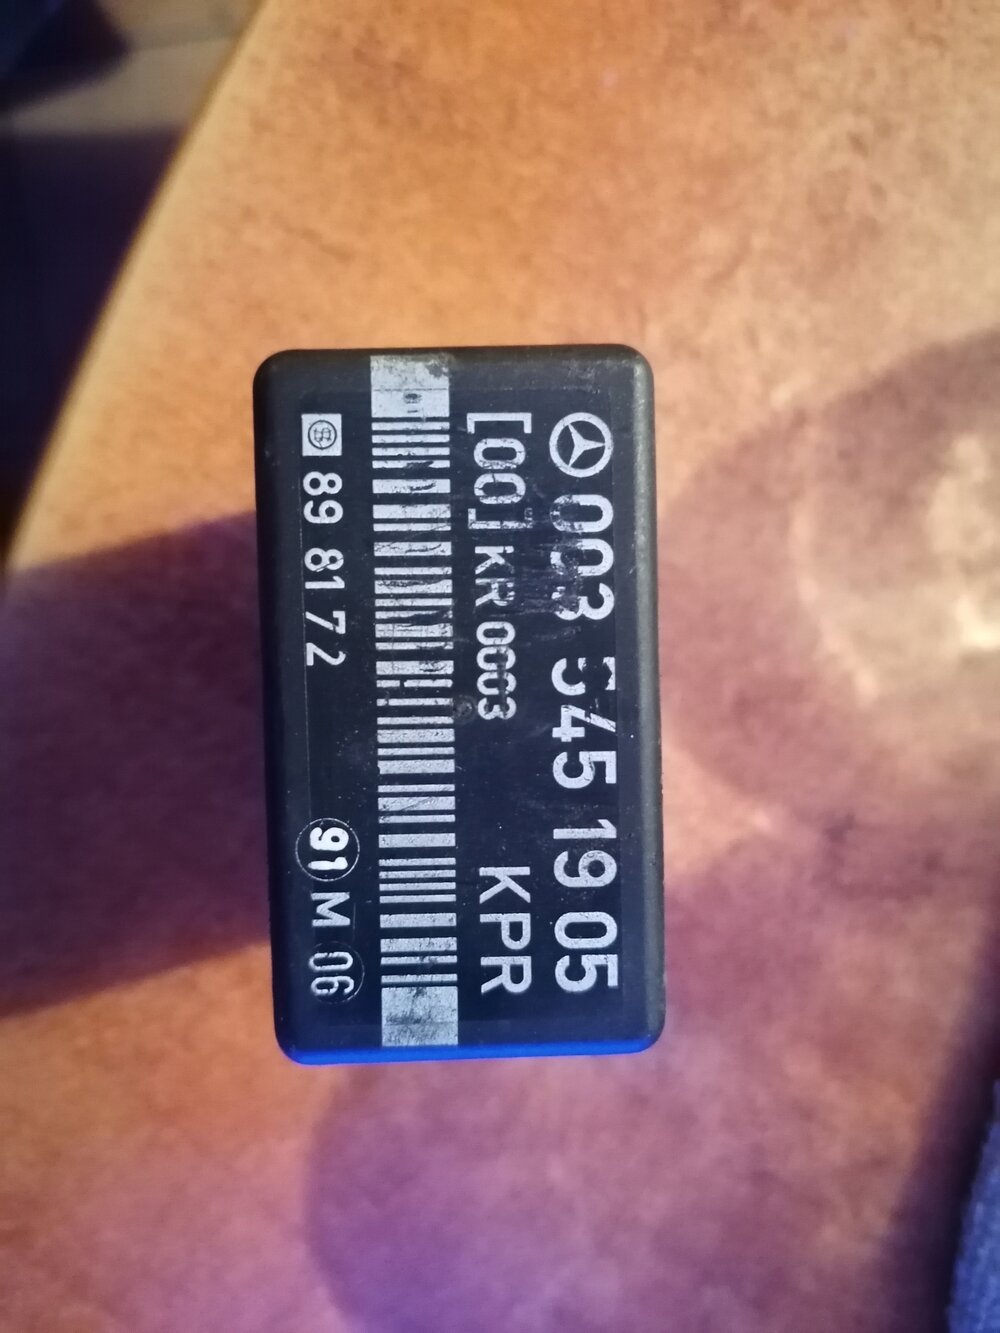 003 545 19 05
[00] KR 0003 KPR
89 81 72 91 M 06